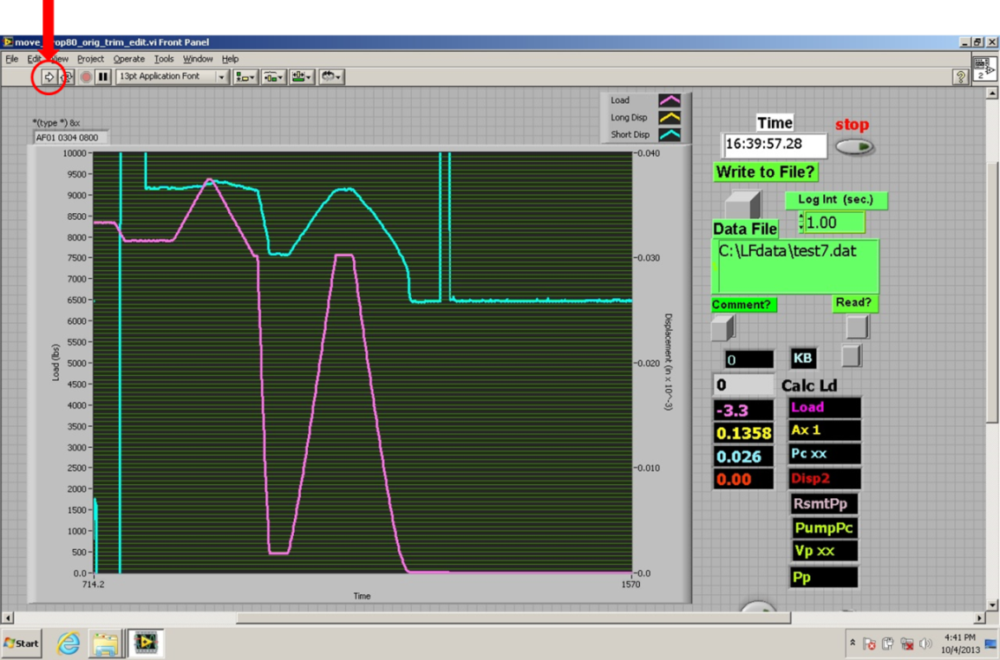 move_ rop80_orig_trim_edit.vi Front Panel
File Edit View Project Operate Tools Window Help
13pt Application Font
2
*(type *) &x
AF01 0304 0800
Load
Long Disp
Short Disp
10000
9500
9000
8500
8000
7500
7000
6500
6000
5500
5000
4500
4000
3500
3000
2500
2000
1500
1000
500
0.0
Load (lbs)
-0.040
-0.030
-0.020
-0.010
-0.0
Displacement (in x 10^-3)
714.2
1570
Time
Time
stop
16:39:57.28
Write to File?
Log Int (sec.)
1.00
Data File
C:\LFdata\test7.dat
Comment?
Read?
0
KB
0
Calc Ld
-3.3
Load
0.1358
Ax 1
0.026
Pc xx
0.00
Disp2
RsmtPp
PumpPc
Vp xx
Pp
Start
4:41 PM
10/4/2013